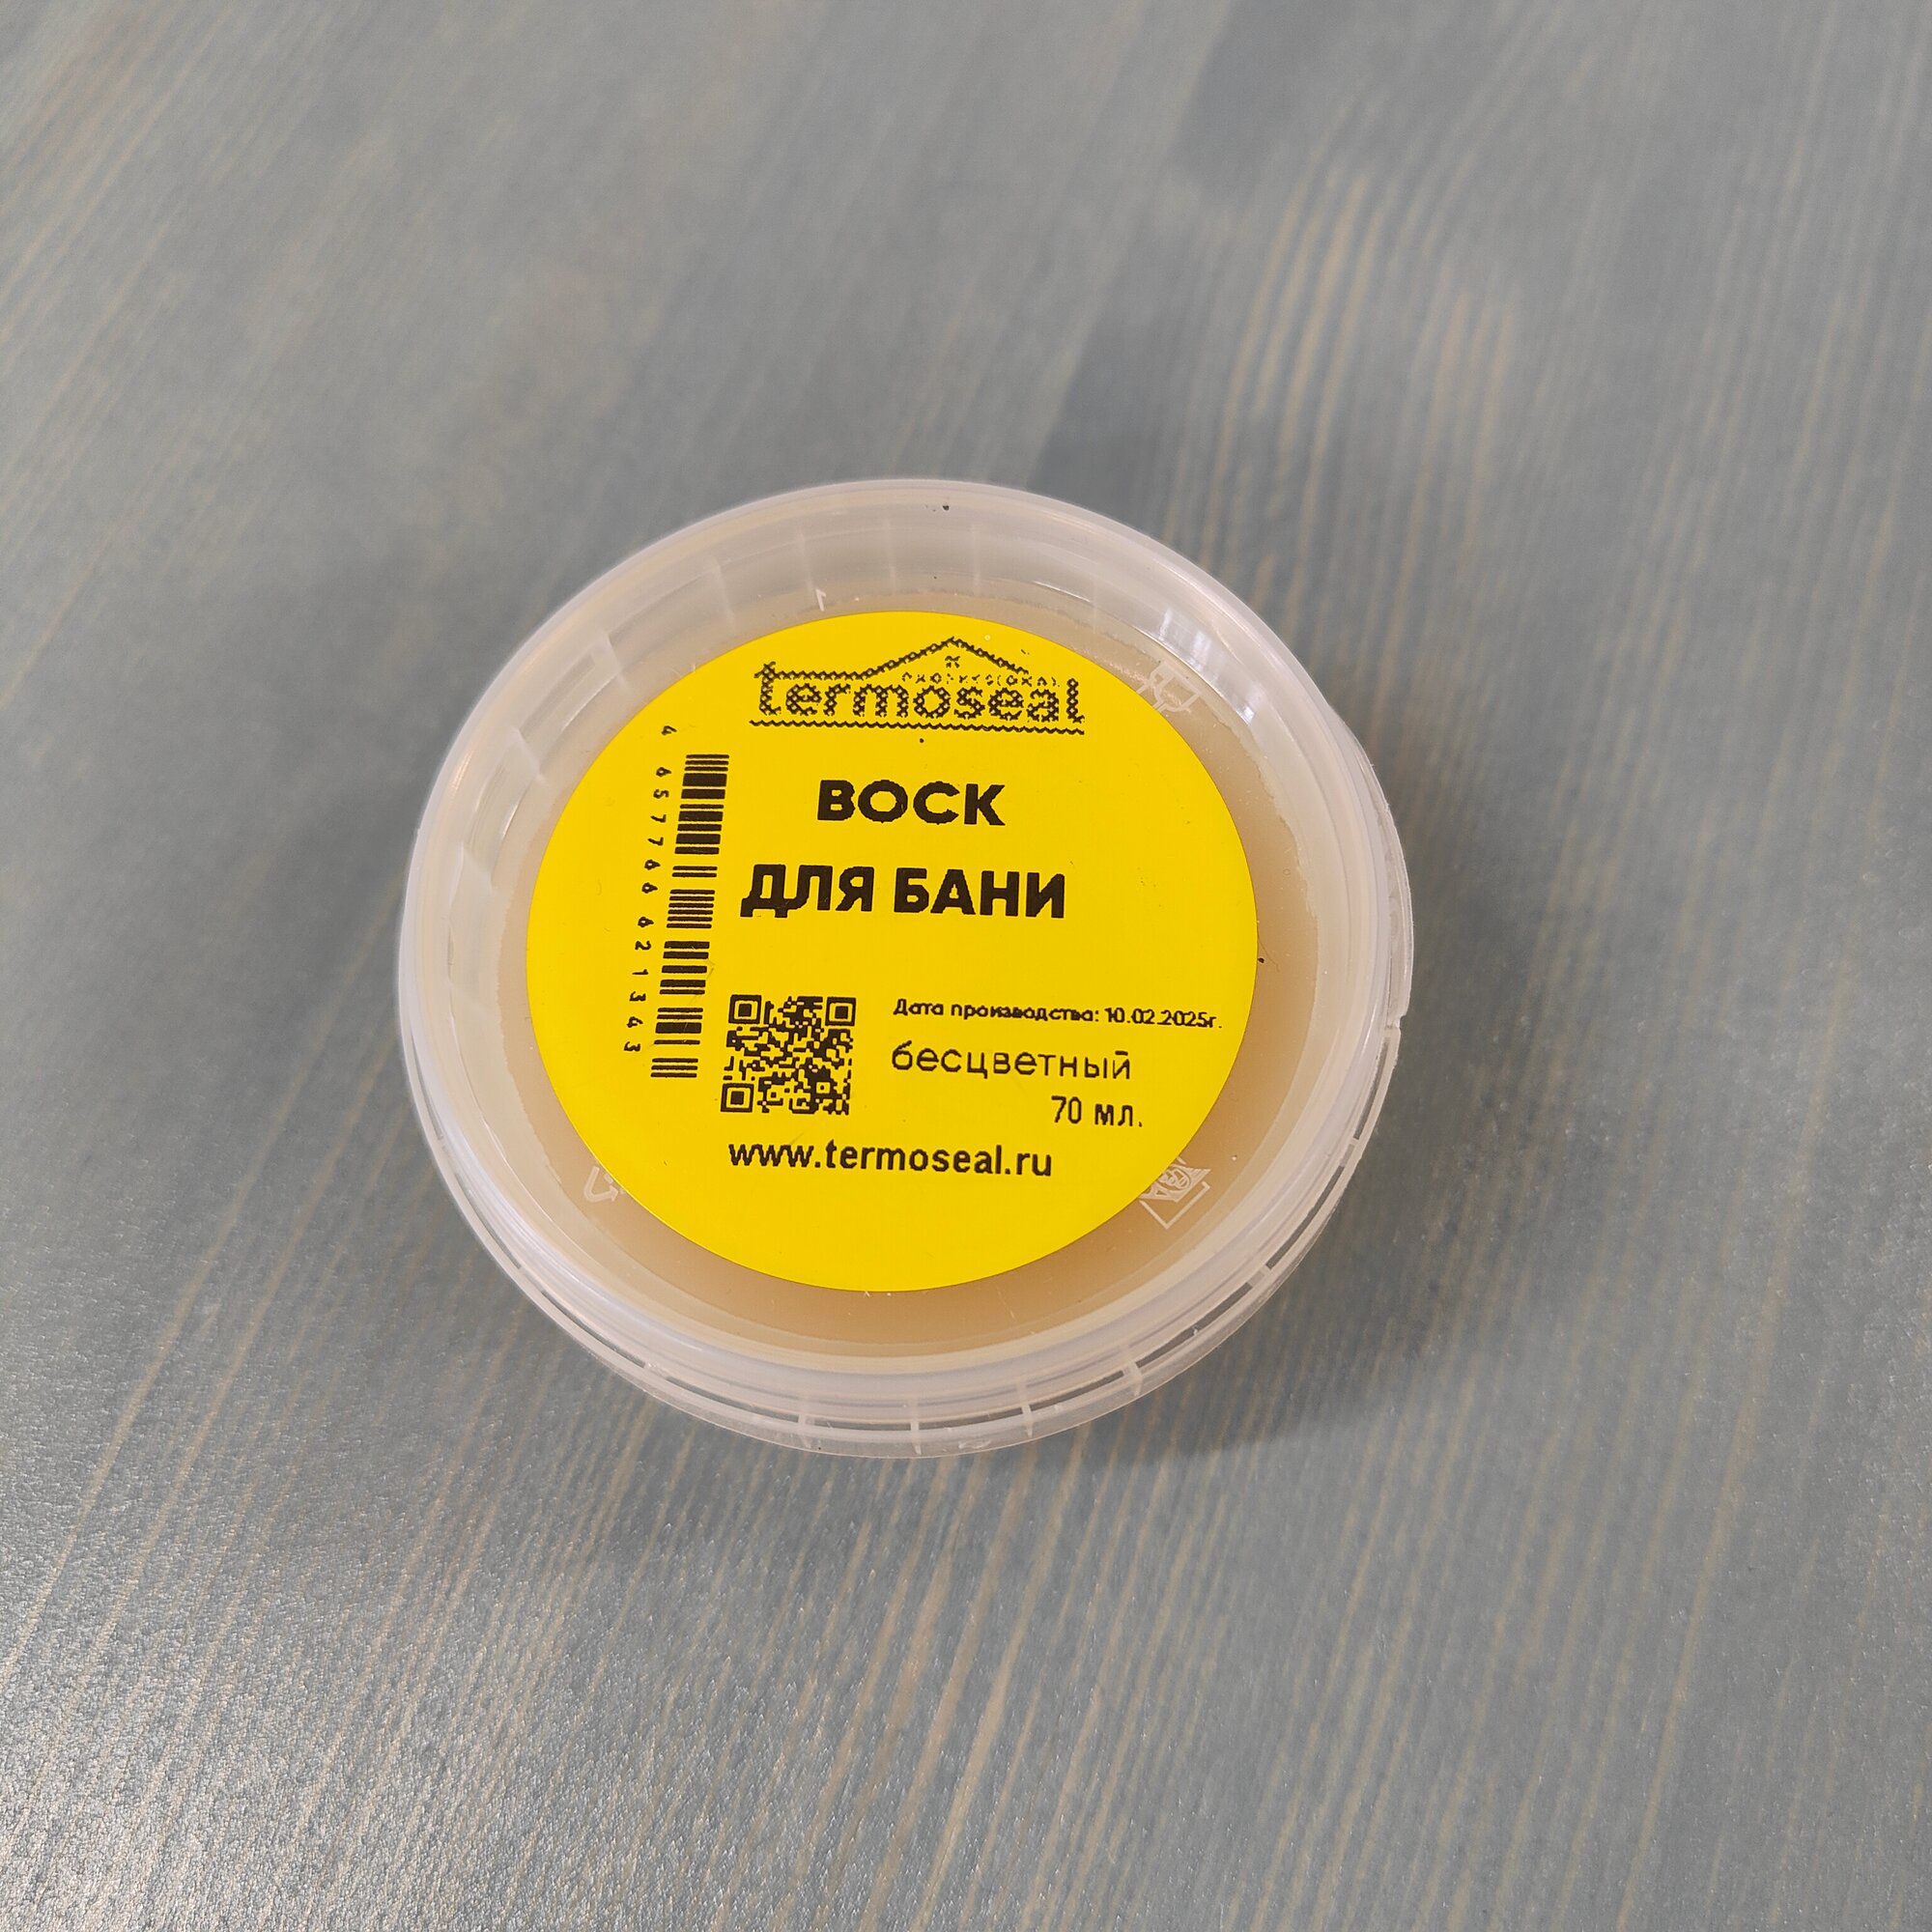 termoseal
ВОСК
ДЛЯ БАНИ
4 657766 621343
Дата производства: 10.02.2025г.
бесцветный
70 мл.
www.termoseal.ru